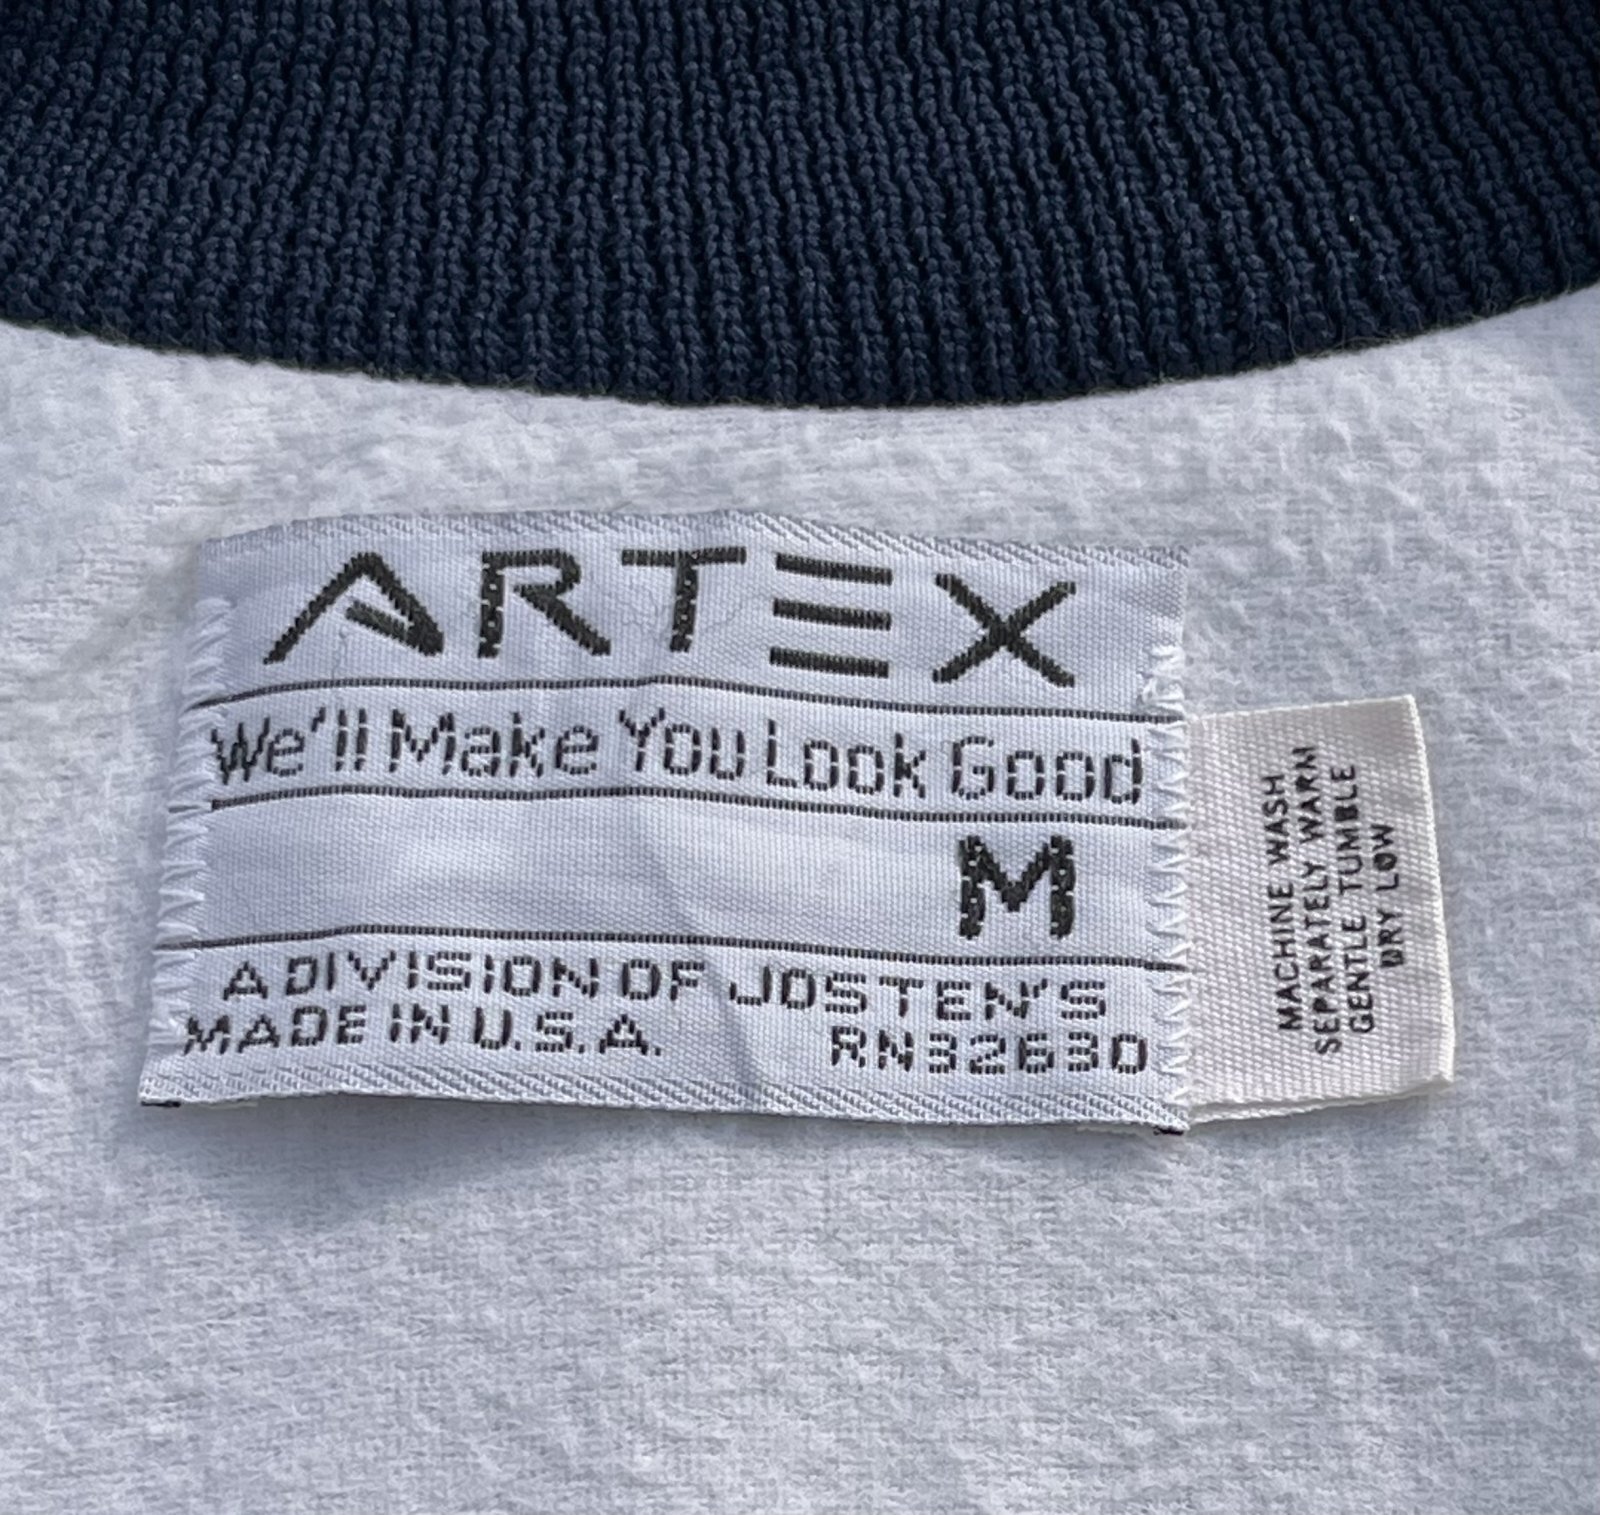 ARTEX
We'll Make You Look Good
M
A DIVISION OF JOSTEN'S
MADE IN U.S.A. RN32630
MACHINE WASH
SEPARATELY WARM
GENTLE TUMBLE
DRY LOW